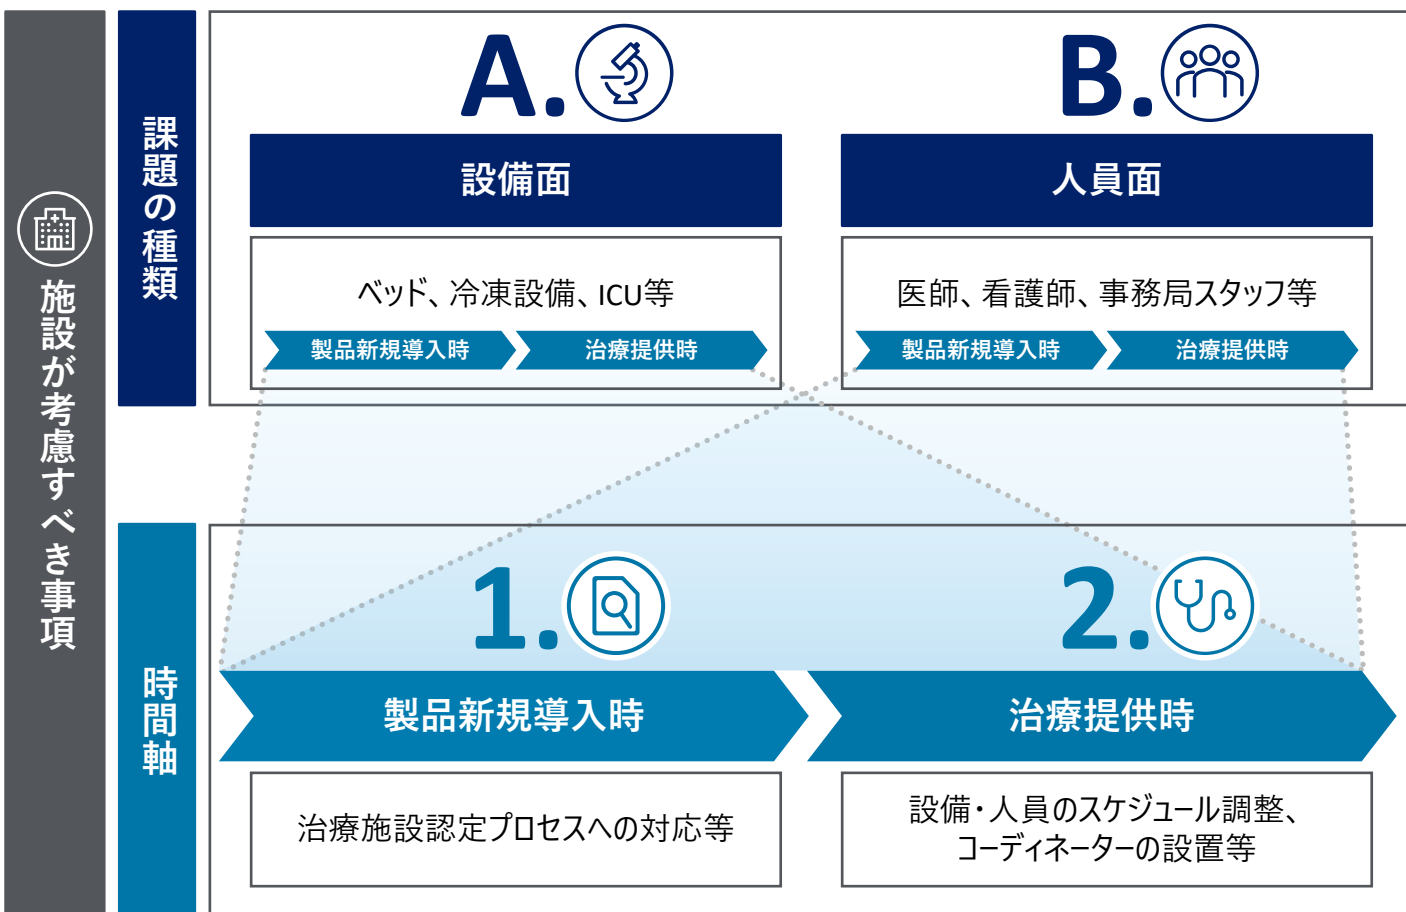 施設が考慮すべき事項
課題の種類
A.
設備面
ベッド、冷凍設備、ICU等
製品新規導入時
治療提供時
B.
人員面
医師、看護師、事務局スタッフ等
製品新規導入時
治療提供時
時間軸
1.
製品新規導入時
治療施設認定プロセスへの対応等
2.
治療提供時
設備・人員のスケジュール調整、
コーディネーターの設置等